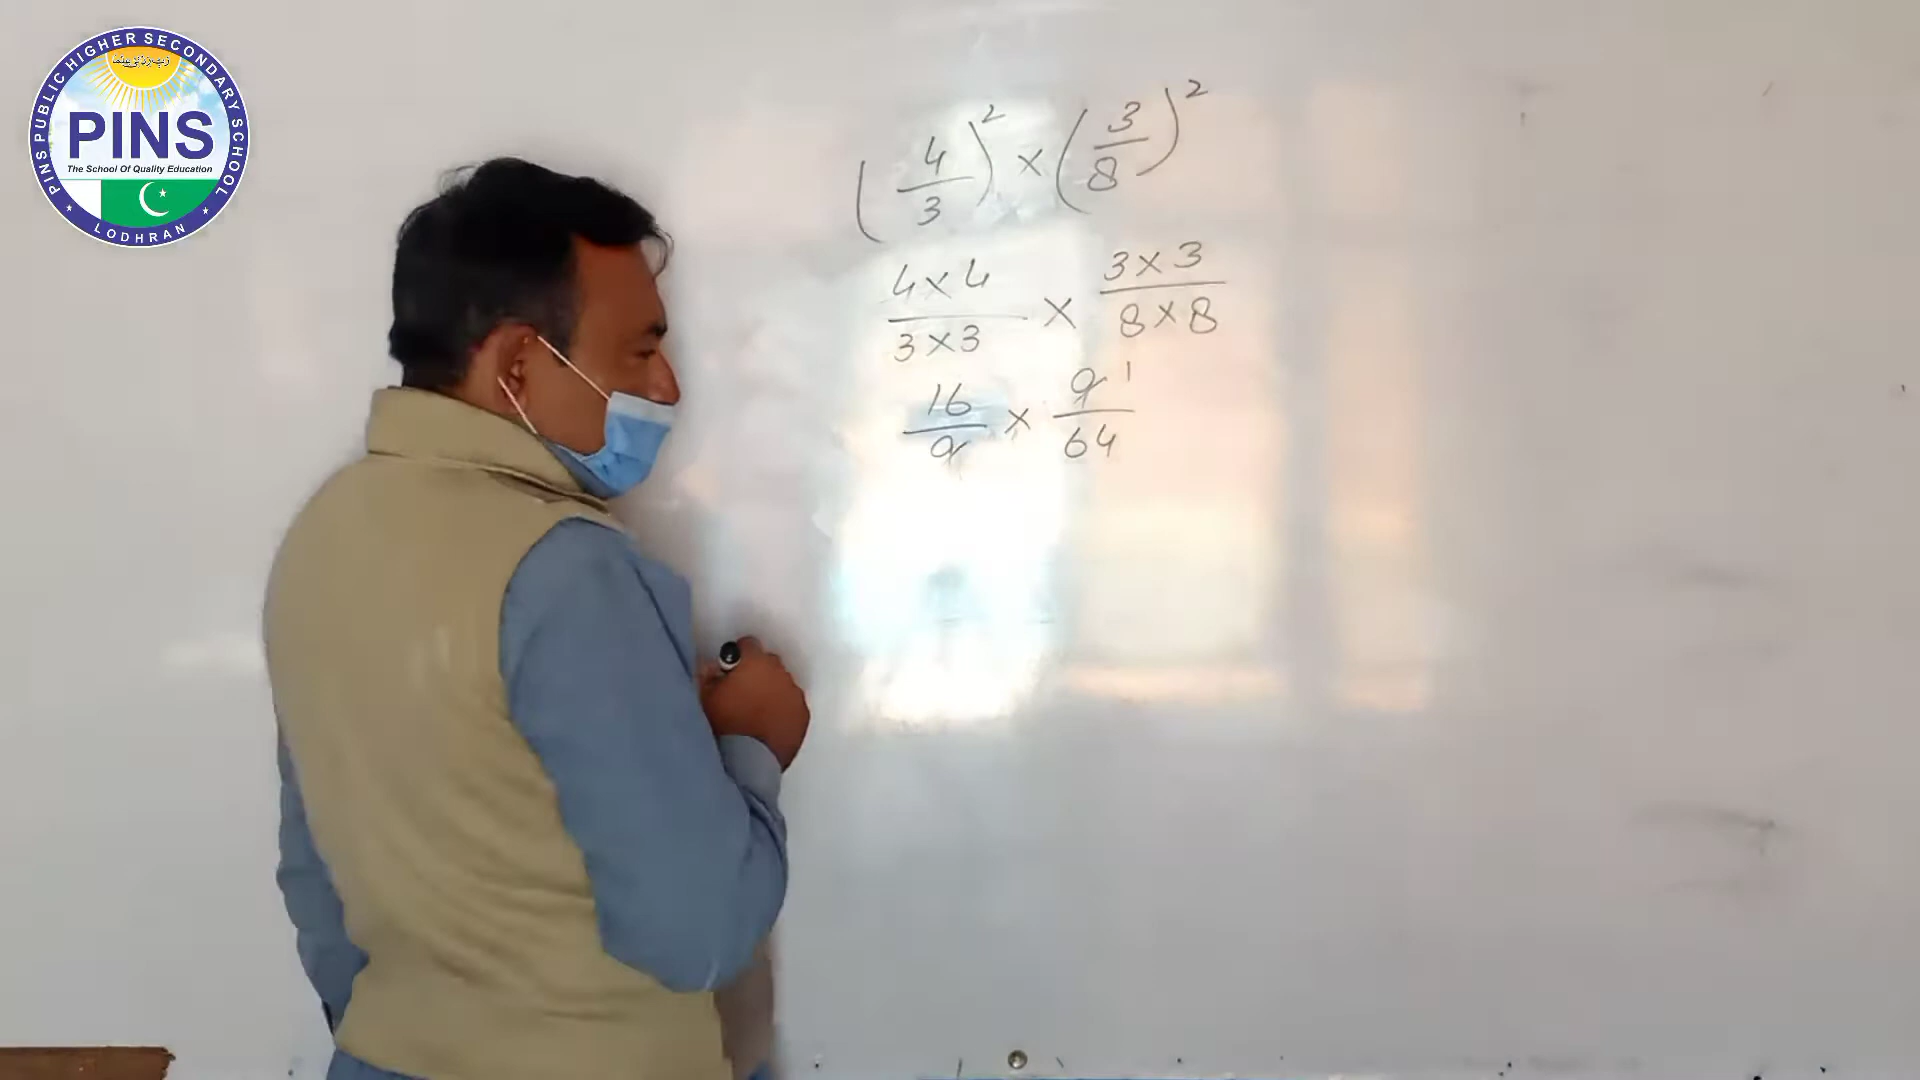 PINS PUBLIC HIGHER SECONDARY SCHOOL
PINS
The School Of Quality Education
LODHRAN
(4/3)² × (3/8)²
4×4/3×3 × 3×3/8×8
16/9 × 9 1/64